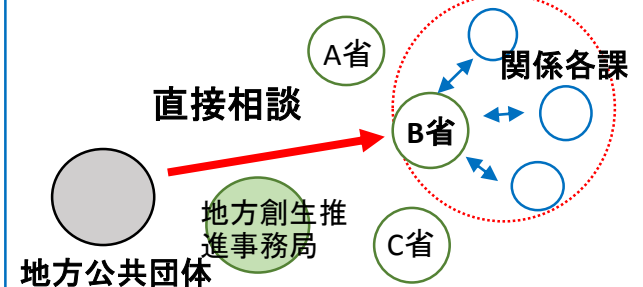 A省
関係各課
直接相談
B省
地方創生推
進事務局
C省
地方公共団体